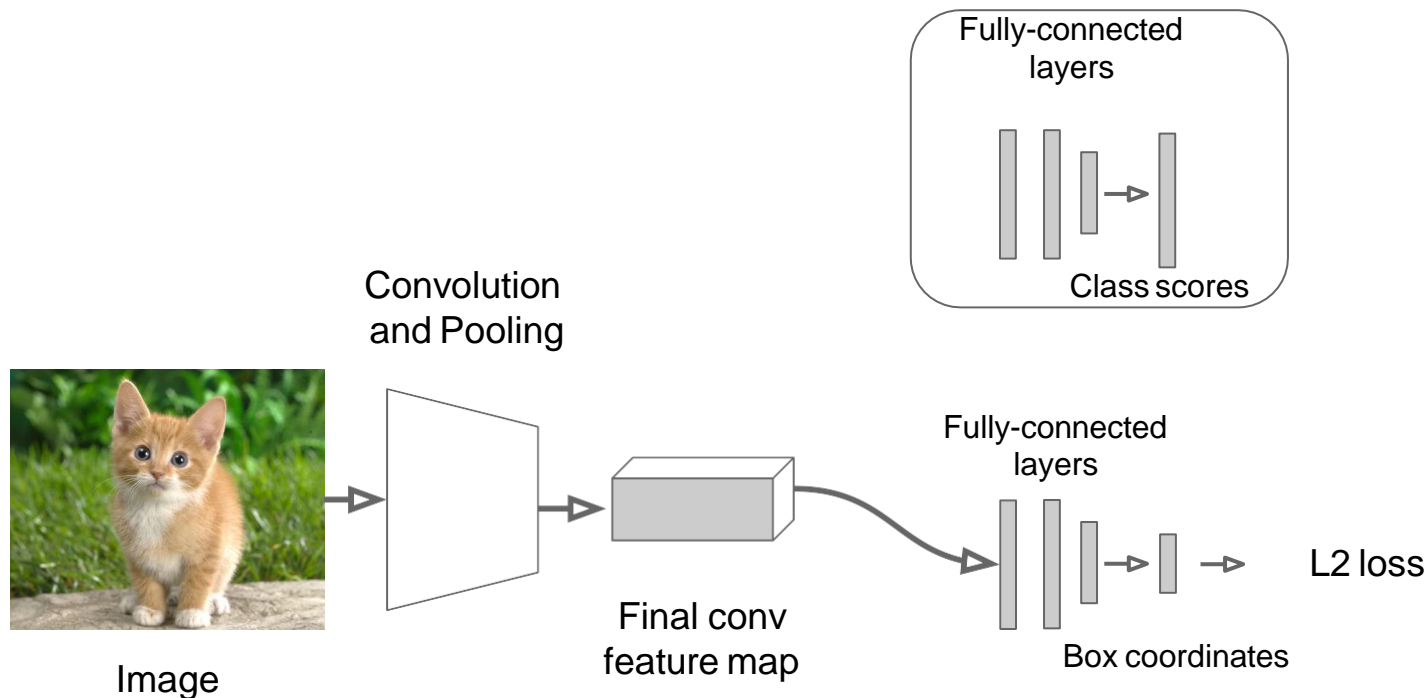 Fully-connected
layers
Class scores
Convolution
and Pooling
Fully-connected
layers
L2 loss
Final conv
feature map
Box coordinates
Image